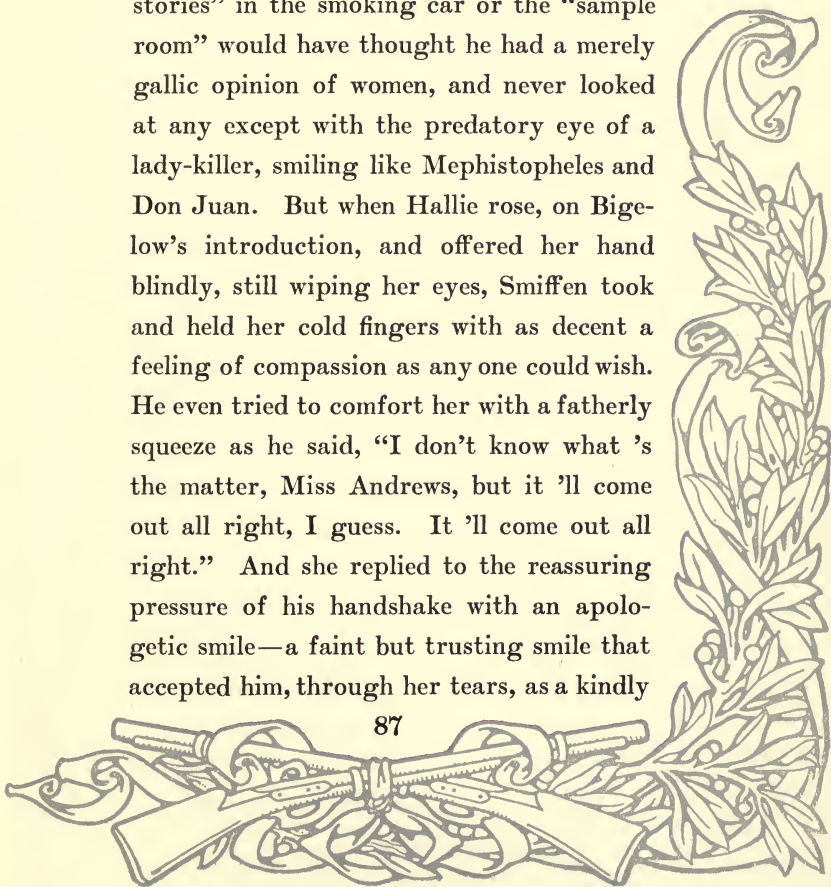 stories” in the smoking car or the “sample
room” would have thought he had a merely
gallic opinion of women, and never looked
at any except with the predatory eye of a
lady-killer, smiling like Mephistopheles and
Don Juan. But when Hallie rose, on Bige-
low's introduction, and offered her hand
blindly, still wiping her eyes, Smiffen took
and held her cold fingers with as decent a
feeling of compassion as any one could wish.
He even tried to comfort her with a fatherly
squeeze as he said, “I don't know what 's
the matter, Miss Andrews, but it 'll come
out all right, I guess. It 'll come out all
right.” And she replied to the reassuring
pressure of his handshake with an apolo-
getic smile—a faint but trusting smile that
accepted him, through her tears, as a kindly
87